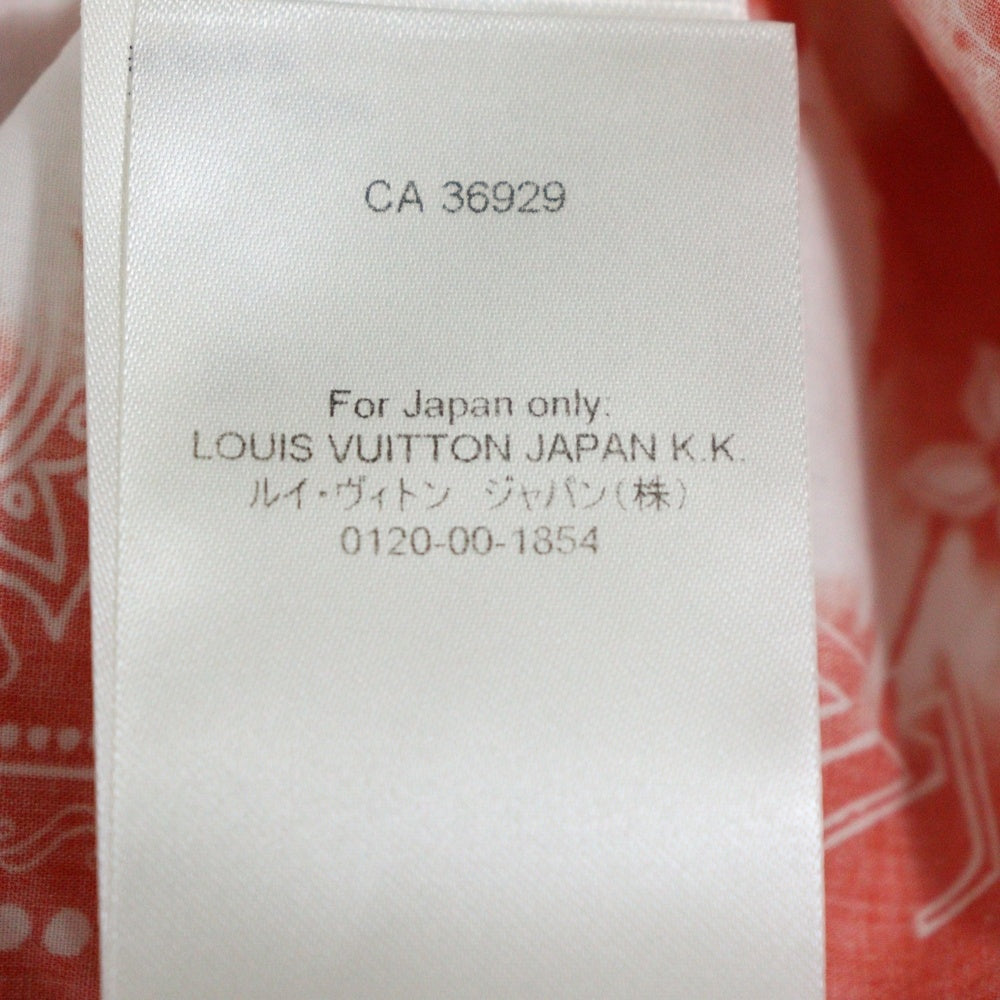 CA 36929
For Japan only:
LOUIS VUITTON JAPAN K.K.
ルイ・ヴィトン ジャパン(株)
0120-00-1854